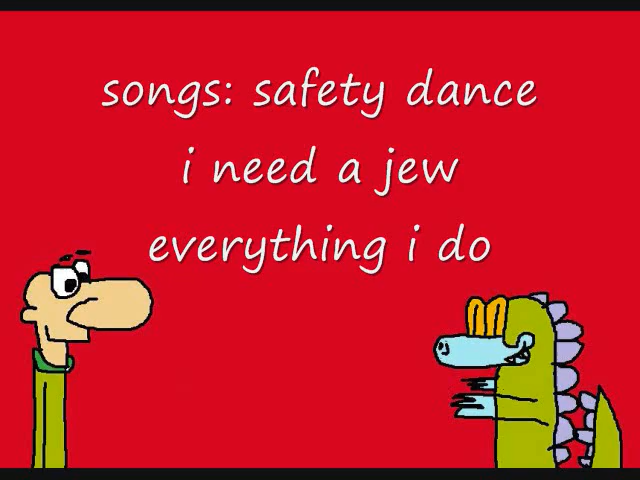 songs: safety dance
i need a jew
everything i do